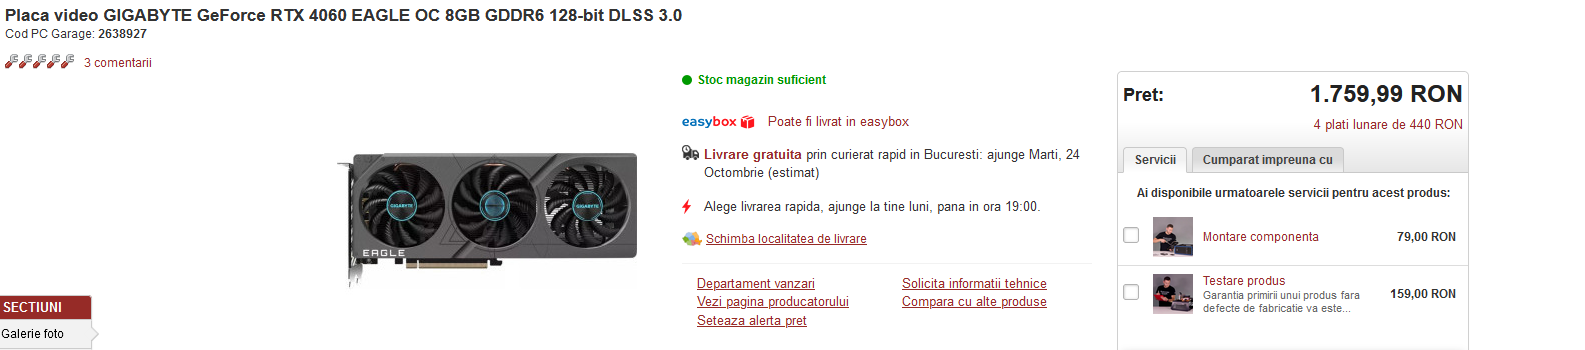 Placa video GIGABYTE GeForce RTX 4060 EAGLE OC 8GB GDDR6 128-bit DLSS 3.0
Cod PC Garage: 2638927
3 comentarii
GIGABYTE
GIGABYTE
EAGLE
SECTIUNI
Galerie foto
Stoc magazin suficient
easybox Poate fi livrat in easybox
Livrare gratuita prin curierat rapid in Bucuresti: ajunge Marti, 24
Octombrie (estimat)
Alege livrarea rapida, ajunge la tine luni, pana in ora 19:00.
Schimba localitatea de livrare
Departament vanzari Solicita informatii tehnice
Vezi pagina producatorului Compara cu alte produse
Seteaza alerta pret
Pret: 1.759,99 RON
4 plati lunare de 440 RON
Servicii Cumparat impreuna cu
Ai disponibile urmatoarele servicii pentru acest produs:
Montare componenta 79,00 RON
Testare produs
Garantia primirii unui produs fara
defecte de fabricatie va este...
159,00 RON